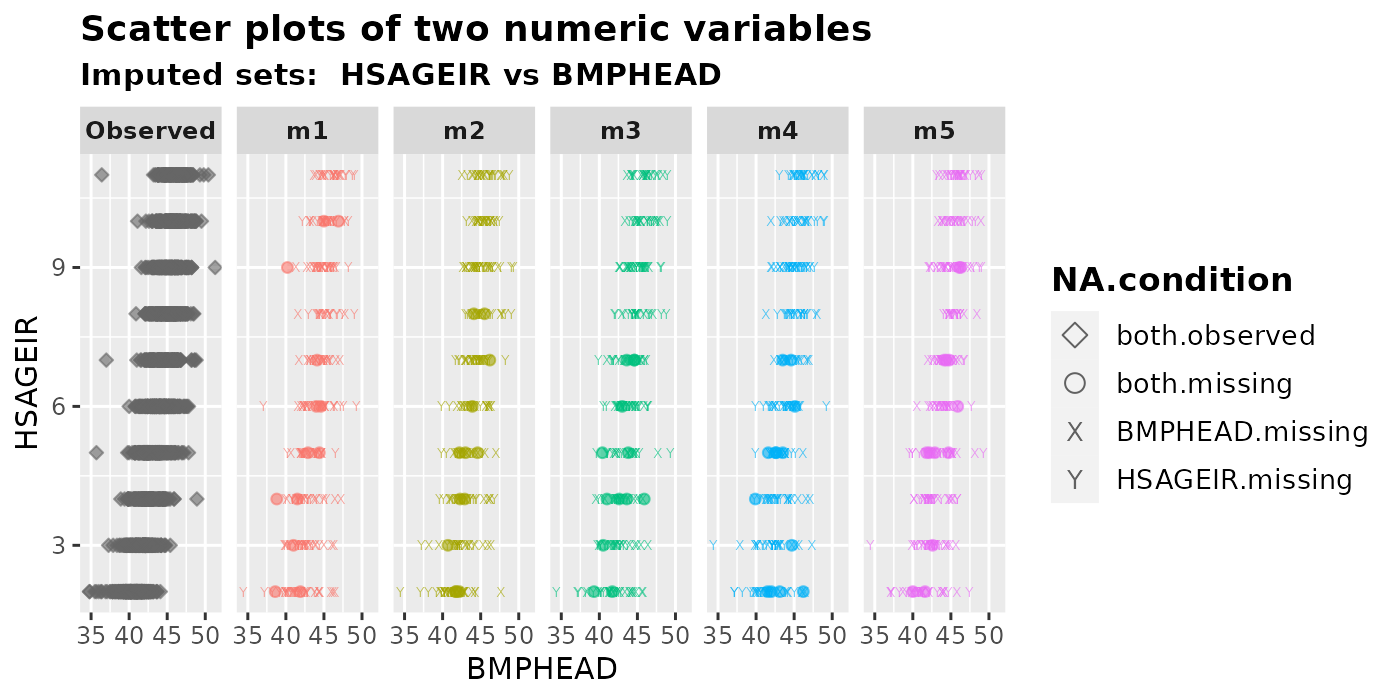 Scatter plots of two numeric variables
Imputed sets:  HSAGEIR vs BMPHEAD
Observed m1 m2 m3 m4 m5
HSAGEIR
9
6
3
35 40 45 50 35 40 45 50 35 40 45 50 35 40 45 50 35 40 45 50 35 40 45 50
BMPHEAD
NA.condition
both.observed
both.missing
X BMPHEAD.missing
Y HSAGEIR.missing